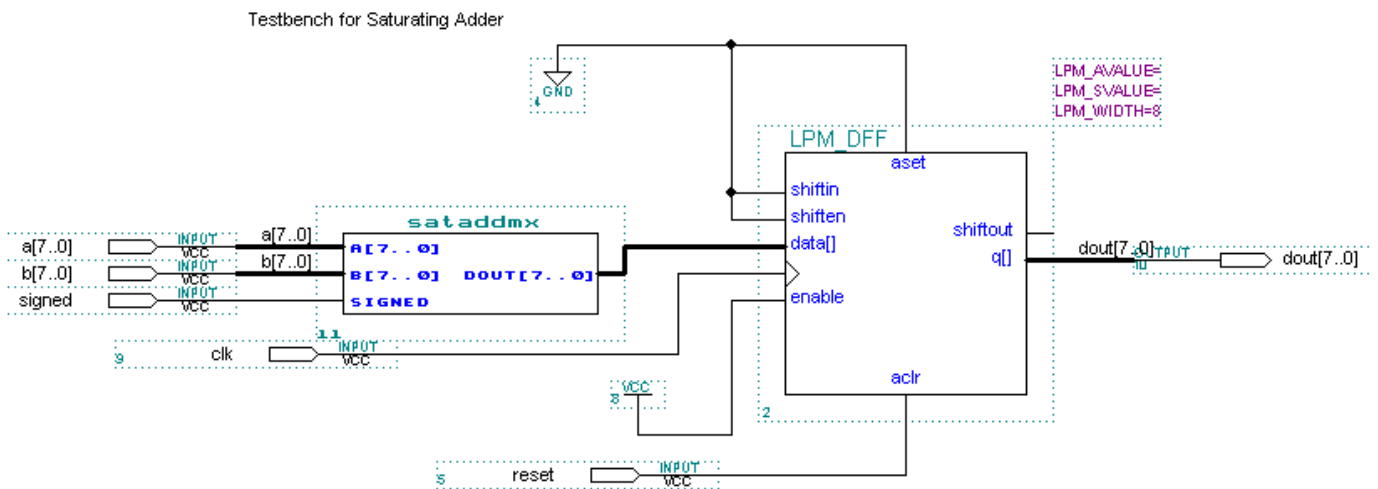 Testbench for Saturating Adder
GND
4
LPM_AVALUE=
LPM_SVALUE=
LPM_WIDTH=8
LPM_DFF
aset
shiftin
shiften
shiftout
data[]
q[]
enable
aclr
2
sataddmx
A[7..0]
B[7..0] DOUT[7..0]
SIGNED
11
a[7..0] INPUT VCC a[7..0]
b[7..0] INPUT VCC b[7..0]
signed INPUT VCC
dout[7..0] OUTPUT dout[7..0]
10
9 clk INPUT VCC
VCC
8
5 reset INPUT VCC